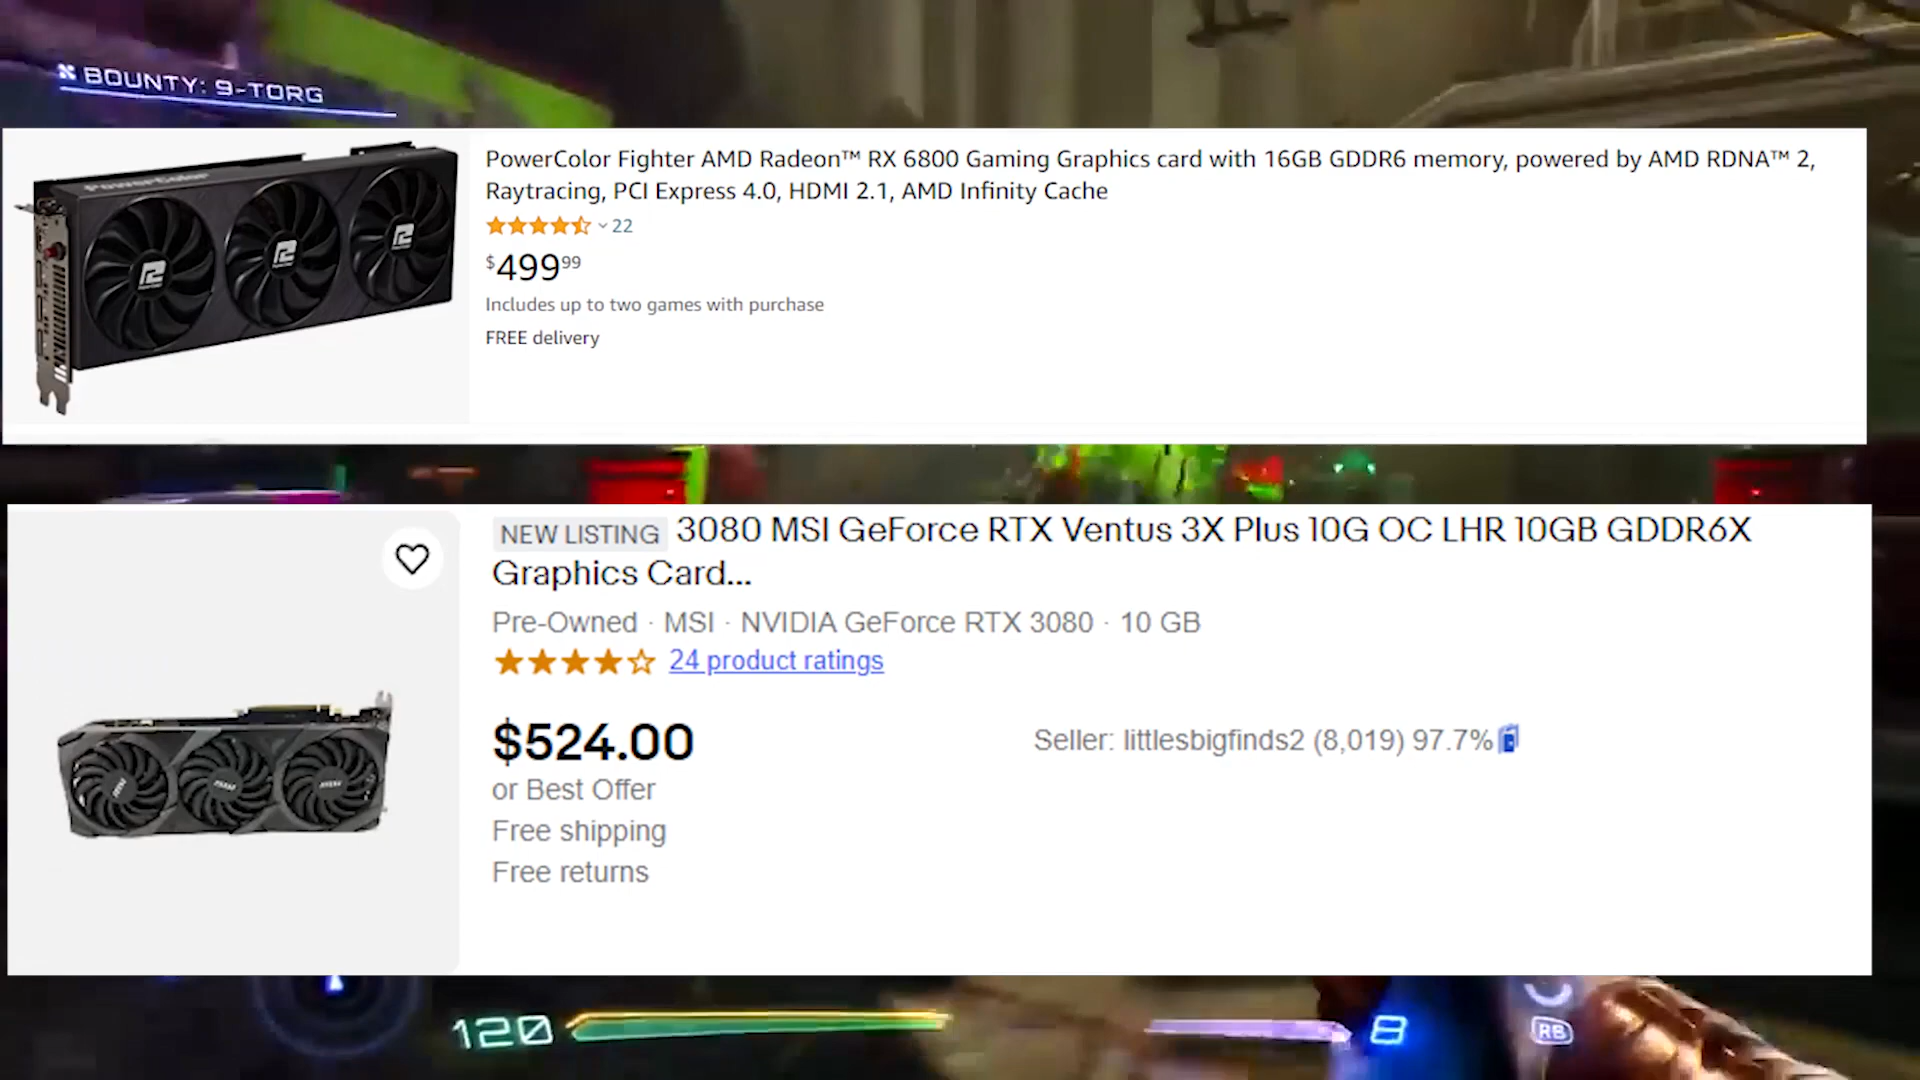 BOUNTY: 9-TORG
PowerColor
PowerColor Fighter AMD Radeon™ RX 6800 Gaming Graphics card with 16GB GDDR6 memory, powered by AMD RDNA™ 2,
Raytracing, PCI Express 4.0, HDMI 2.1, AMD Infinity Cache
22
$499 99
Includes up to two games with purchase
FREE delivery
NEW LISTING 3080 MSI GeForce RTX Ventus 3X Plus 10G OC LHR 10GB GDDR6X
Graphics Card...
Pre-Owned · MSI · NVIDIA GeForce RTX 3080 · 10 GB
24 product ratings
$524.00
Seller: littlesbigfinds2 (8,019) 97.7%
or Best Offer
Free shipping
Free returns
120
8
RB